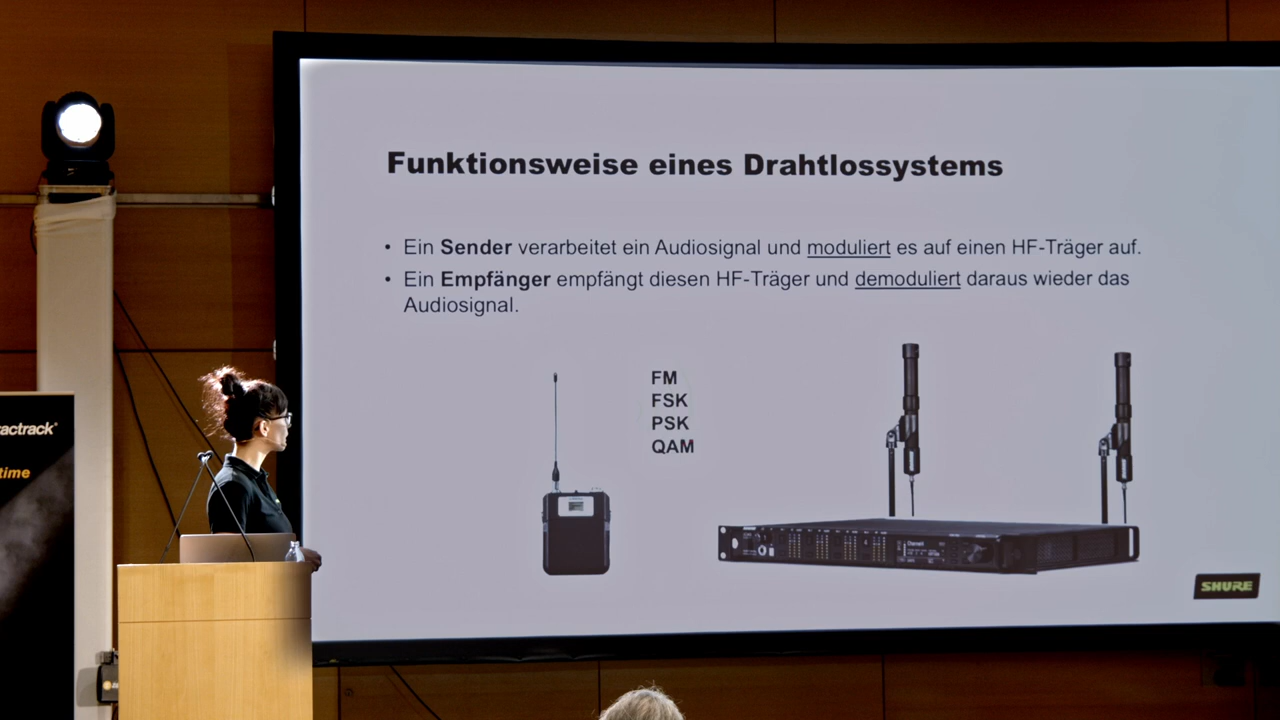 Funktionsweise eines Drahtlossystems
• Ein Sender verarbeitet ein Audiosignal und moduliert es auf einen HF-Träger auf.
• Ein Empfänger empfängt diesen HF-Träger und demoduliert daraus wieder das
Audiosignal.
FM
FSK
PSK
QAM
SHURE
actrack
time